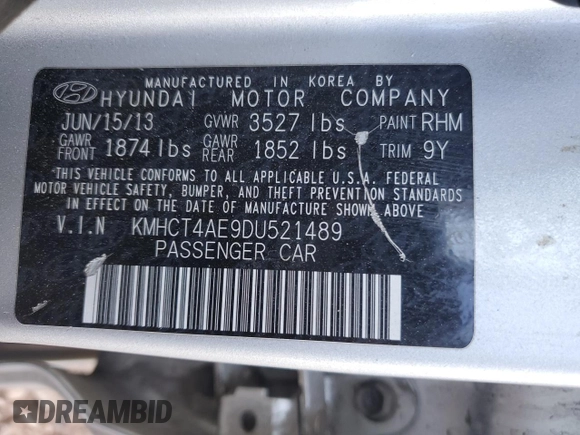 MANUFACTURED IN KOREA BY
HYUNDAI MOTOR COMPANY
JUN/15/13 GVWR 3527 lbs PAINT RHM
GAWR FRONT 1874 lbs GAWR REAR 1852 lbs TRIM 9Y
THIS VEHICLE CONFORMS TO ALL APPLICABLE U.S.A. FEDERAL
MOTOR VEHICLE SAFETY, BUMPER, AND THEFT PREVENTION STANDARDS
IN EFFECT ON THE DATE OF MANUFACTURE SHOWN ABOVE.
V.I.N KMHCT4AE9DU521489
PASSENGER CAR
DREAMBID